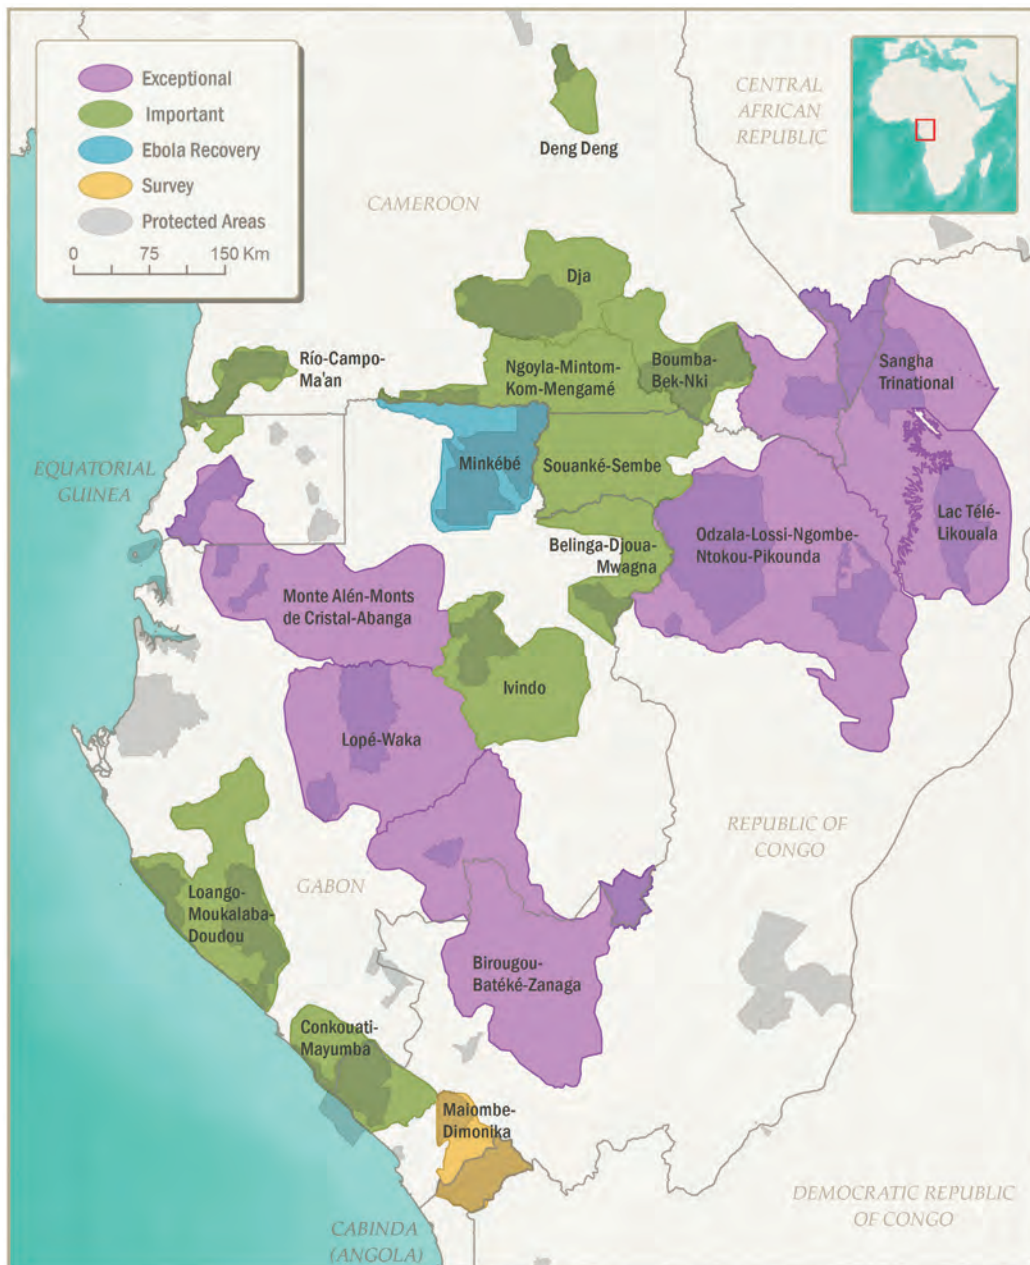 Exceptional
Important
Ebola Recovery
Survey
Protected Areas
0 75 150 Km
CENTRAL
AFRICAN
REPUBLIC
Deng Deng
CAMEROON
Dja
Río-Campo-
Ma'an
Ngoyla-Mintom-
Kom-Mengamé
Boumba-
Bek-Nki
Sangha
Trinational
EQUATORIAL
GUINEA
Minkébé
Souanké-Sembe
Lac Télé-
Likouala
Odzala-Lossi-Ngombe-
Ntokou-Pikounda
Belinga-Djoua-
Mwagna
Monte Alén-Monts
de Cristal-Abanga
Ivindo
Lopé-Waka
REPUBLIC OF
CONGO
GABON
Loango-
Moukalaba-
Doudou
Birougou-
Batéké-Zanaga
Conkouati-
Mayumba
Maiombe-
Dimonika
DEMOCRATIC REPUBLIC
OF CONGO
CABINDA
(ANGOLA)